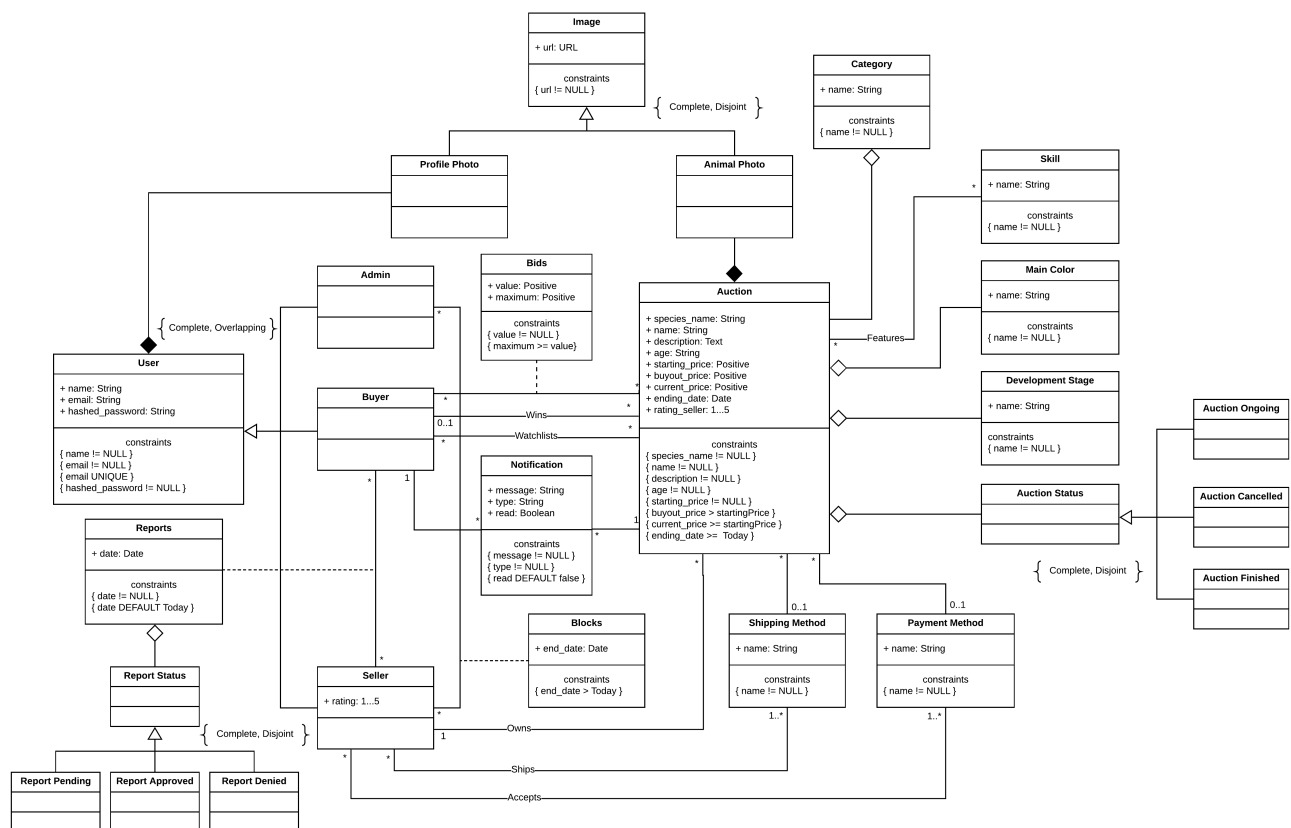 Image
+ url: URL
constraints
{ url != NULL }
{ Complete, Disjoint }
Category
+ name: String
constraints
{ name != NULL }
Profile Photo
Animal Photo
Skill
+ name: String
constraints
{ name != NULL }
*
Bids
+ value: Positive
+ maximum: Positive
constraints
{ value != NULL }
{ maximum >= value}
Admin
*
{ Complete, Overlapping }
Main Color
+ name: String
constraints
{ name != NULL }
Auction
+ species_name: String
+ name: String
+ description: Text
+ age: String
+ starting_price: Positive
+ buyout_price: Positive
+ current_price: Positive
+ ending_date: Date
+ rating_seller: 1...5
constraints
{ species_name != NULL }
{ name != NULL }
{ description != NULL }
{ age != NULL }
{ starting_price != NULL }
{ buyout_price > startingPrice }
{ current_price >= startingPrice }
{ ending_date >= Today }
Features
*
User
+ name: String
+ email: String
+ hashed_password: String
constraints
{ name != NULL }
{ email != NULL }
{ email UNIQUE }
{ hashed_password != NULL }
Buyer
*
*
0..1
Wins
*
*
Watchlists
*
Development Stage
+ name: String
constraints
{ name != NULL }
Auction Ongoing
Auction Status
Auction Cancelled
{ Complete, Disjoint }
Auction Finished
Notification
+ message: String
+ type: String
+ read: Boolean
constraints
{ message != NULL }
{ type != NULL }
{ read DEFAULT false }
*
1
*
*
1
Reports
+ date: Date
constraints
{ date != NULL }
{ date DEFAULT Today }
*
*
*
Blocks
+ end_date: Date
constraints
{ end_date > Today }
0..1
Shipping Method
+ name: String
constraints
{ name != NULL }
0..1
Payment Method
+ name: String
constraints
{ name != NULL }
Report Status
*
Seller
+ rating: 1...5
*
1
Owns
1..*
1..*
{ Complete, Disjoint }
*
*
Ships
Accepts
Report Pending
Report Approved
Report Denied